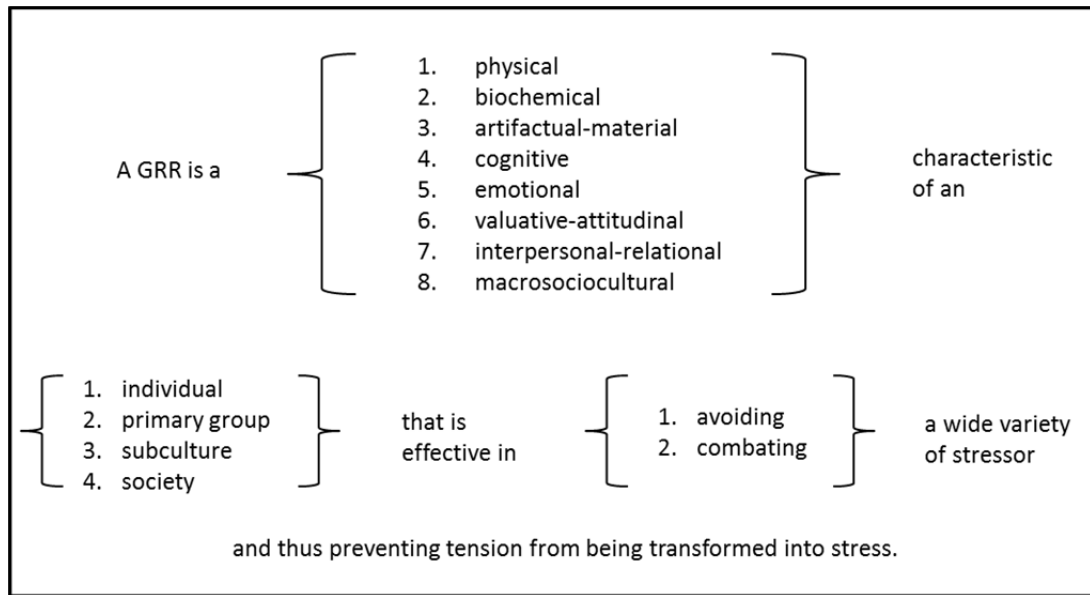 A GRR is a
1. physical
2. biochemical
3. artifactual-material
4. cognitive
5. emotional
6. valuative-attitudinal
7. interpersonal-relational
8. macrosociocultural
characteristic
of an
1. individual
2. primary group
3. subculture
4. society
that is
effective in
1. avoiding
2. combating
a wide variety
of stressor
and thus preventing tension from being transformed into stress.